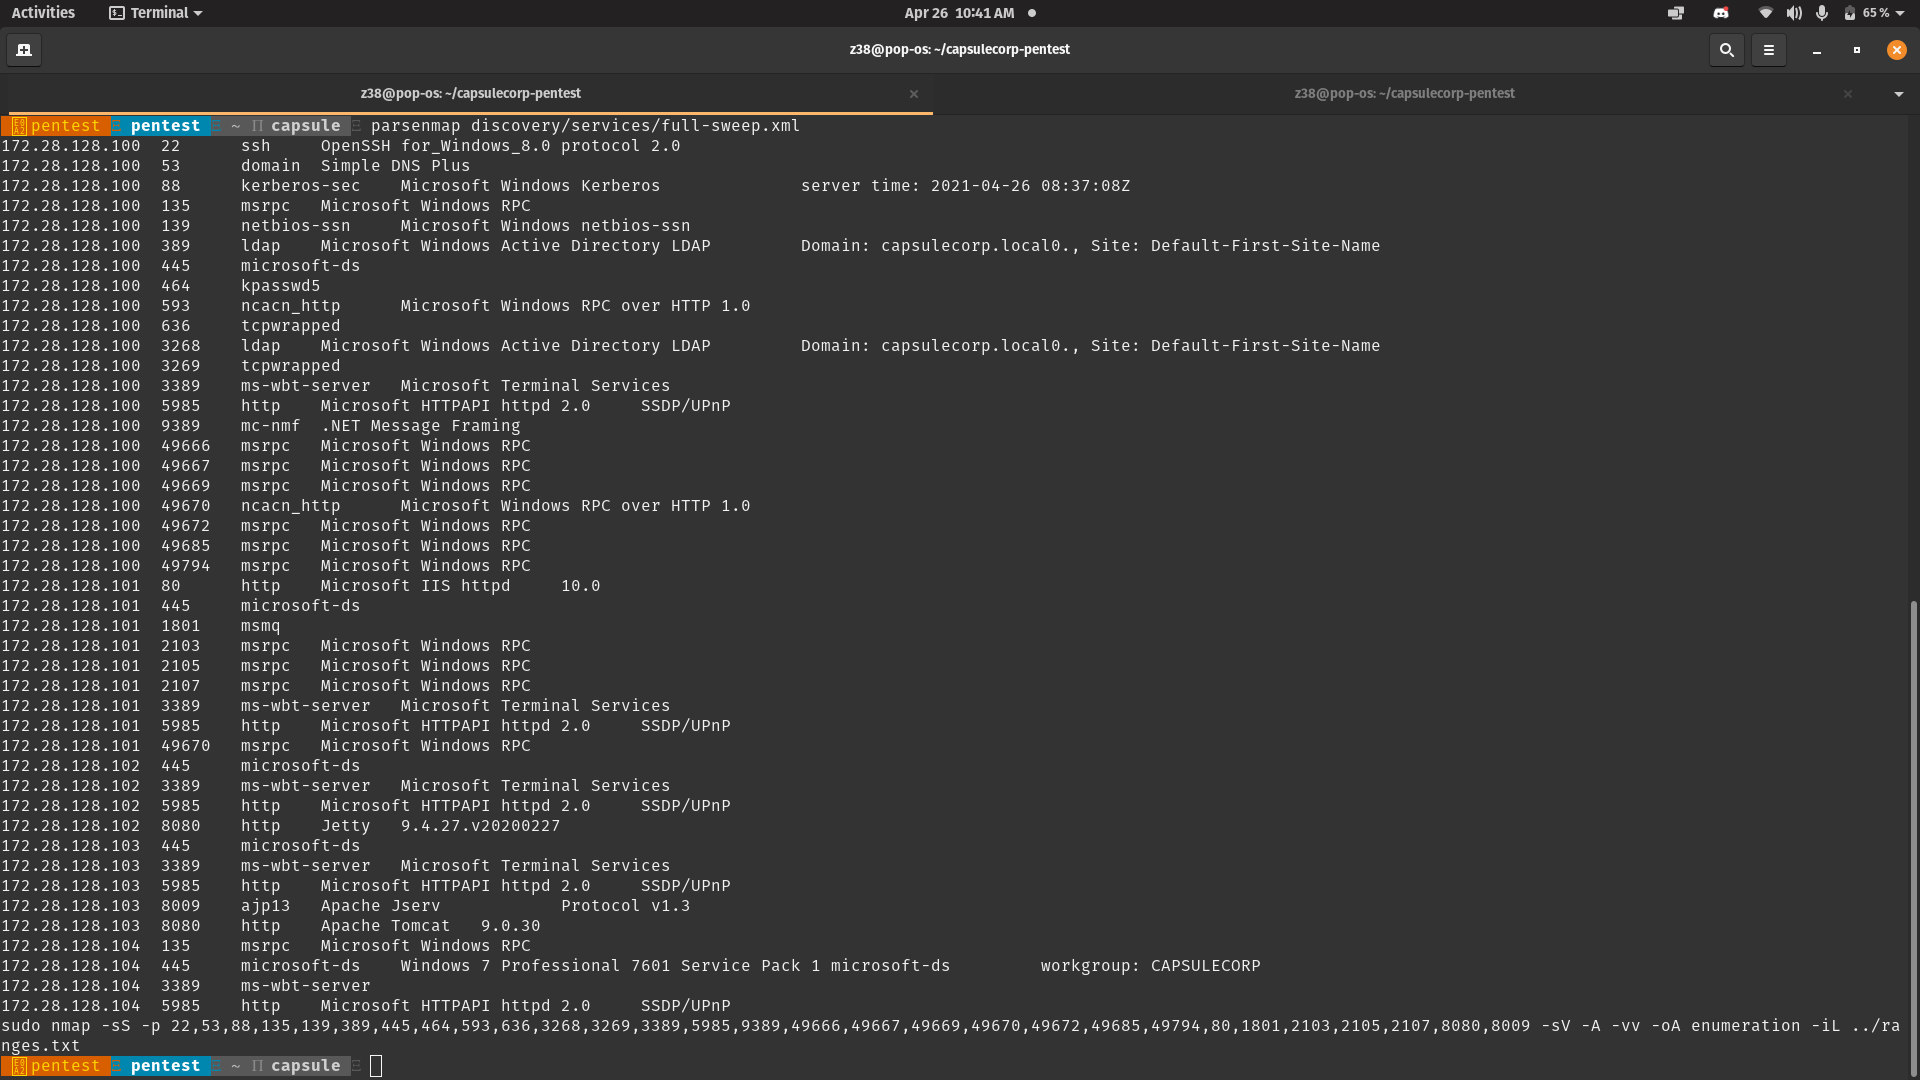 Activities Terminal Apr 26 10:41 AM 65 %
z38@pop-os: ~/capsulecorp-pentest
z38@pop-os: ~/capsulecorp-pentest z38@pop-os: ~/capsulecorp-pentest
pentest pentest ~ capsule parsenmap discovery/services/full-sweep.xml
172.28.128.100 22 ssh OpenSSH for_Windows_8.0 protocol 2.0
172.28.128.100 53 domain Simple DNS Plus
172.28.128.100 88 kerberos-sec Microsoft Windows Kerberos server time: 2021-04-26 08:37:08Z
172.28.128.100 135 msrpc Microsoft Windows RPC
172.28.128.100 139 netbios-ssn Microsoft Windows netbios-ssn
172.28.128.100 389 ldap Microsoft Windows Active Directory LDAP Domain: capsulecorp.local0., Site: Default-First-Site-Name
172.28.128.100 445 microsoft-ds
172.28.128.100 464 kpasswd5
172.28.128.100 593 ncacn_http Microsoft Windows RPC over HTTP 1.0
172.28.128.100 636 tcpwrapped
172.28.128.100 3268 ldap Microsoft Windows Active Directory LDAP Domain: capsulecorp.local0., Site: Default-First-Site-Name
172.28.128.100 3269 tcpwrapped
172.28.128.100 3389 ms-wbt-server Microsoft Terminal Services
172.28.128.100 5985 http Microsoft HTTPAPI httpd 2.0 SSDP/UPnP
172.28.128.100 9389 mc-nmf .NET Message Framing
172.28.128.100 49666 msrpc Microsoft Windows RPC
172.28.128.100 49667 msrpc Microsoft Windows RPC
172.28.128.100 49669 msrpc Microsoft Windows RPC
172.28.128.100 49670 ncacn_http Microsoft Windows RPC over HTTP 1.0
172.28.128.100 49672 msrpc Microsoft Windows RPC
172.28.128.100 49685 msrpc Microsoft Windows RPC
172.28.128.100 49794 msrpc Microsoft Windows RPC
172.28.128.101 80 http Microsoft IIS httpd 10.0
172.28.128.101 445 microsoft-ds
172.28.128.101 1801 msmq
172.28.128.101 2103 msrpc Microsoft Windows RPC
172.28.128.101 2105 msrpc Microsoft Windows RPC
172.28.128.101 2107 msrpc Microsoft Windows RPC
172.28.128.101 3389 ms-wbt-server Microsoft Terminal Services
172.28.128.101 5985 http Microsoft HTTPAPI httpd 2.0 SSDP/UPnP
172.28.128.101 49670 msrpc Microsoft Windows RPC
172.28.128.102 445 microsoft-ds
172.28.128.102 3389 ms-wbt-server Microsoft Terminal Services
172.28.128.102 5985 http Microsoft HTTPAPI httpd 2.0 SSDP/UPnP
172.28.128.102 8080 http Jetty 9.4.27.v20200227
172.28.128.103 445 microsoft-ds
172.28.128.103 3389 ms-wbt-server Microsoft Terminal Services
172.28.128.103 5985 http Microsoft HTTPAPI httpd 2.0 SSDP/UPnP
172.28.128.103 8009 ajp13 Apache Jserv Protocol v1.3
172.28.128.103 8080 http Apache Tomcat 9.0.30
172.28.128.104 135 msrpc Microsoft Windows RPC
172.28.128.104 445 microsoft-ds Windows 7 Professional 7601 Service Pack 1 microsoft-ds workgroup: CAPSULECORP
172.28.128.104 3389 ms-wbt-server
172.28.128.104 5985 http Microsoft HTTPAPI httpd 2.0 SSDP/UPnP
sudo nmap -sS -p 22,53,88,135,139,389,445,464,593,636,3268,3269,3389,5985,9389,49666,49667,49669,49670,49672,49685,49794,80,1801,2103,2105,2107,8080,8009 -sV -A -vv -oA enumeration -iL ../ra
nges.txt
pentest pentest ~ capsule